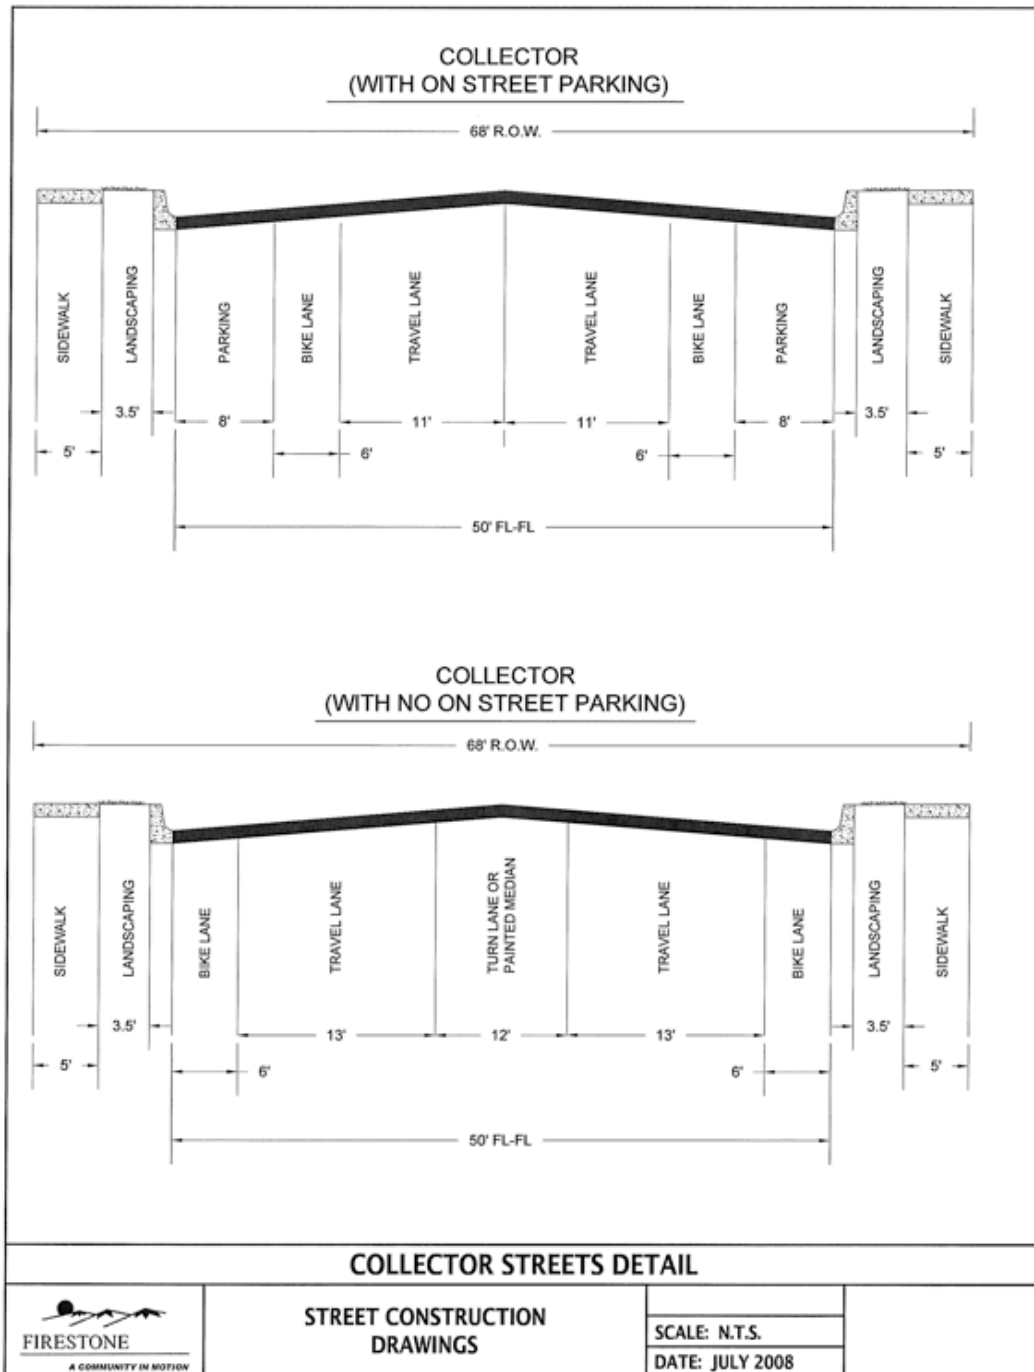 COLLECTOR
(WITH ON STREET PARKING)
68' R.O.W.
SIDEWALK
LANDSCAPING
PARKING
BIKE LANE
TRAVEL LANE
TRAVEL LANE
BIKE LANE
PARKING
LANDSCAPING
SIDEWALK
3.5'
8'
11'
11'
8'
3.5'
5'
6'
6'
5'
50' FL-FL
COLLECTOR
(WITH NO ON STREET PARKING)
68' R.O.W.
SIDEWALK
LANDSCAPING
BIKE LANE
TRAVEL LANE
TURN LANE OR
PAINTED MEDIAN
TRAVEL LANE
BIKE LANE
LANDSCAPING
SIDEWALK
3.5'
13'
12'
13'
3.5'
5'
6'
6'
5'
50' FL-FL
COLLECTOR STREETS DETAIL
FIRESTONE
A COMMUNITY IN MOTION
STREET CONSTRUCTION
DRAWINGS
SCALE: N.T.S.
DATE: JULY 2008